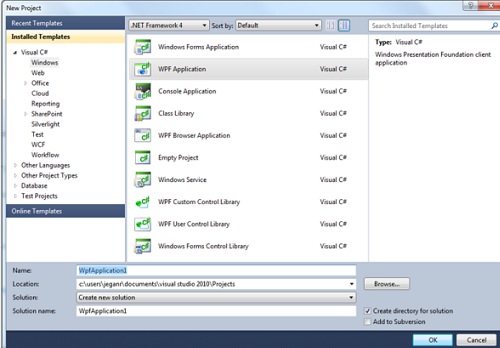 New Project
Recent Templates
.NET Framework 4
Sort by: Default
Search Installed Templates
Installed Templates
Visual C#
Windows
Web
Office
Cloud
Reporting
SharePoint
Silverlight
Test
WCF
Workflow
Other Languages
Other Project Types
Database
Test Projects
Online Templates
Windows Forms Application Visual C#
WPF Application Visual C#
Console Application Visual C#
Class Library Visual C#
WPF Browser Application Visual C#
Empty Project Visual C#
Windows Service Visual C#
WPF Custom Control Library Visual C#
WPF User Control Library Visual C#
Windows Forms Control Library Visual C#
Type: Visual C#
Windows Presentation Foundation client
application
Name: WpfApplication1
Location: c:\users\jeganr\documents\visual studio 2010\Projects
Browse...
Solution: Create new solution
Solution name: WpfApplication1
Create directory for solution
Add to Subversion
OK Cancel